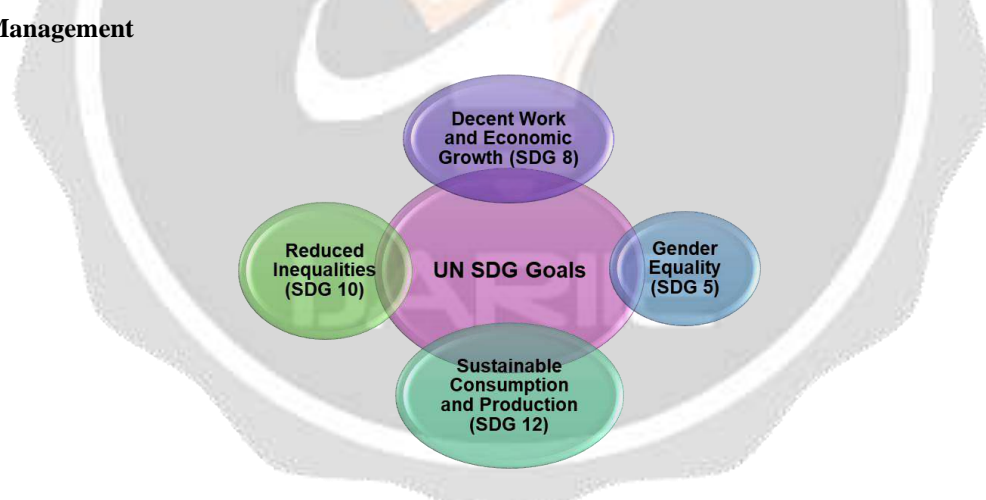 Management
Decent Work
and Economic
Growth (SDG 8)
Reduced
Inequalities
(SDG 10)
UN SDG Goals
Gender
Equality
(SDG 5)
Sustainable
Consumption
and Production
(SDG 12)